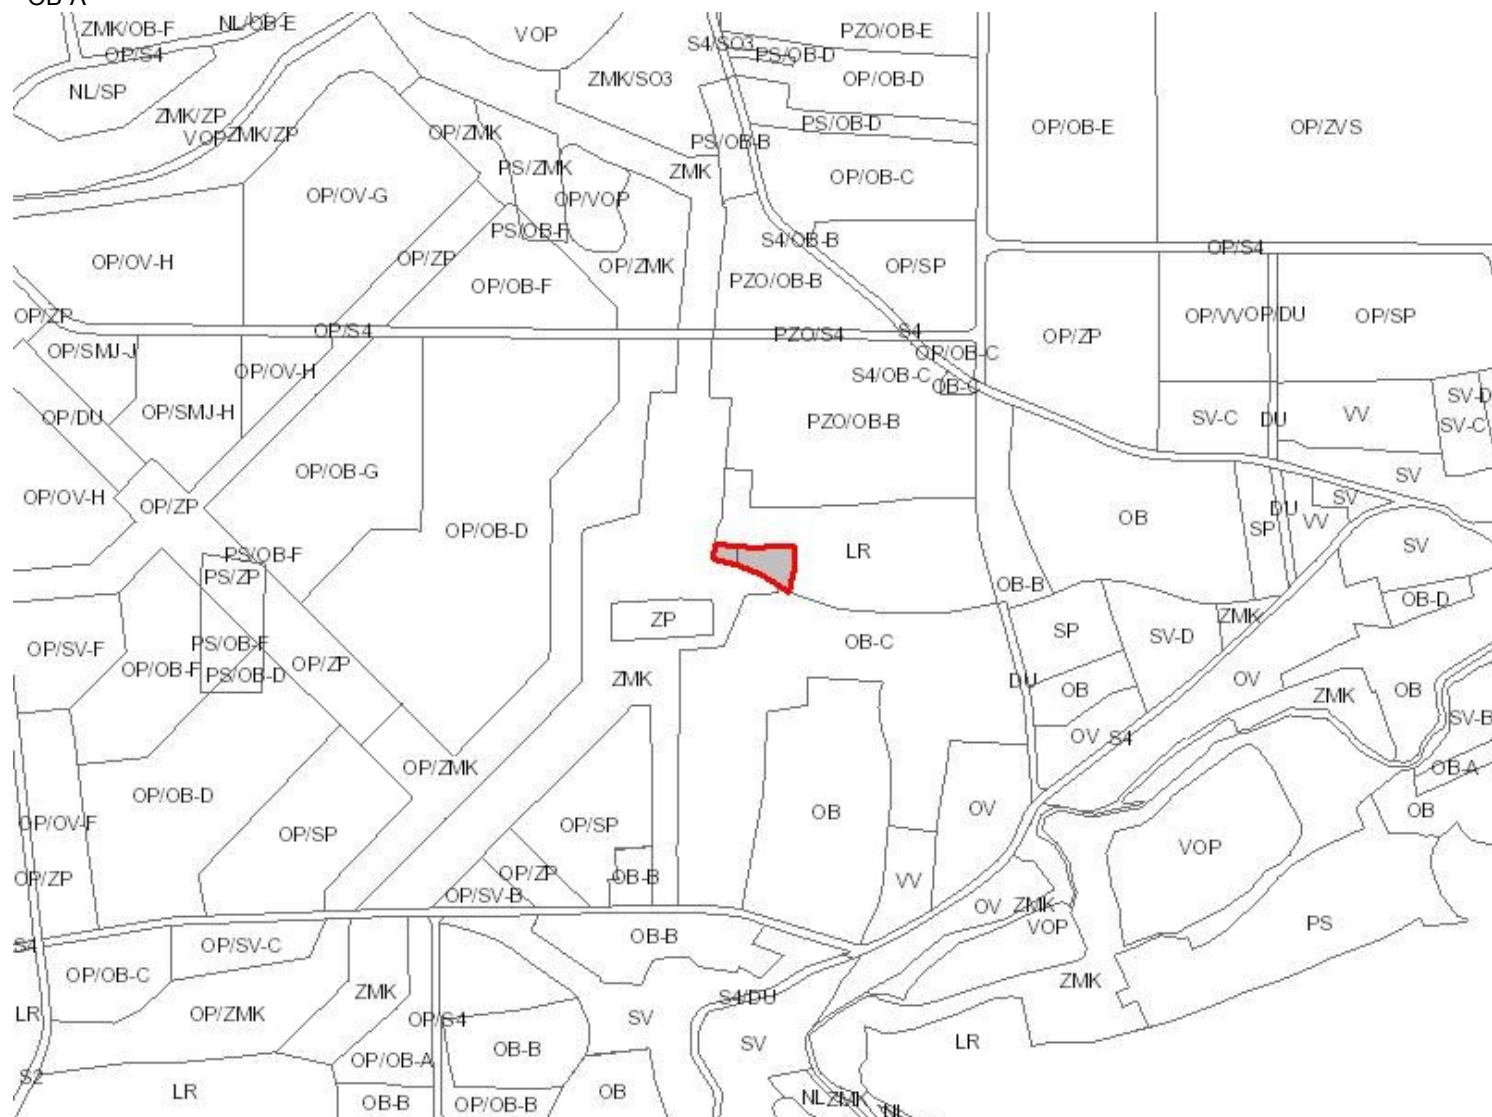 OB-A
ZMK/OB-F
NL/OB-E
OP/S4
NL/SP
ZMK/ZP
VOP
ZMK/ZP
VOP
S4/SO3
PZO/OB-E
PS/OB-D
ZMK/SO3
OP/OB-D
PS/OB-D
OP/OB-E
OP/ZVS
OP/ZMK
PS/OB-B
PS/ZMK
ZMK
OP/OB-C
OP/OV-G
OP/VOP
PS/OB-F
S4/OB-B
OP/S4
OP/OV-H
OP/ZP
OP/ZMK
OP/SP
PZO/OB-B
OP/OB-F
OP/ZP
OP/S4
PZO/S4
S4
OP/ZP
OP/VV
OP/DU
OP/SP
OP/SMJ-J
OP/OV-H
OP/OB-C
S4/OB-C
OB-C
OP/DU
OP/SMJ-H
PZO/OB-B
SV-C
DU
VV
SV-D
SV-C
OP/OB-G
SV
OP/OV-H
OP/ZP
OP/OB-D
OB
SP
DU
SV
VV
PS/OB-F
LR
SV
PS/ZP
OB-B
OB-D
ZP
ZMK
OP/SV-F
PS/OB-F
OB-C
SP
SV-D
OP/OB-F
OP/ZP
PS/OB-D
ZMK
DU
OB
OV
ZMK
OB
SV-B
OV
S4
OP/ZMK
OB-A
OP/OB-D
OP/OV-F
OP/SP
OP/SP
OB
OV
OB
VOP
OP/ZP
OP/ZP
OB-B
OP/SV-B
VV
OV
ZMK
VOP
PS
S4
OP/SV-C
OB-B
OP/OB-C
ZMK
S4/DU
ZMK
LR
OP/ZMK
OP/S4
SV
SV
LR
OB-B
OP/OB-A
S2
LR
OB-B
OP/OB-B
OB
NL
ZMK
NL